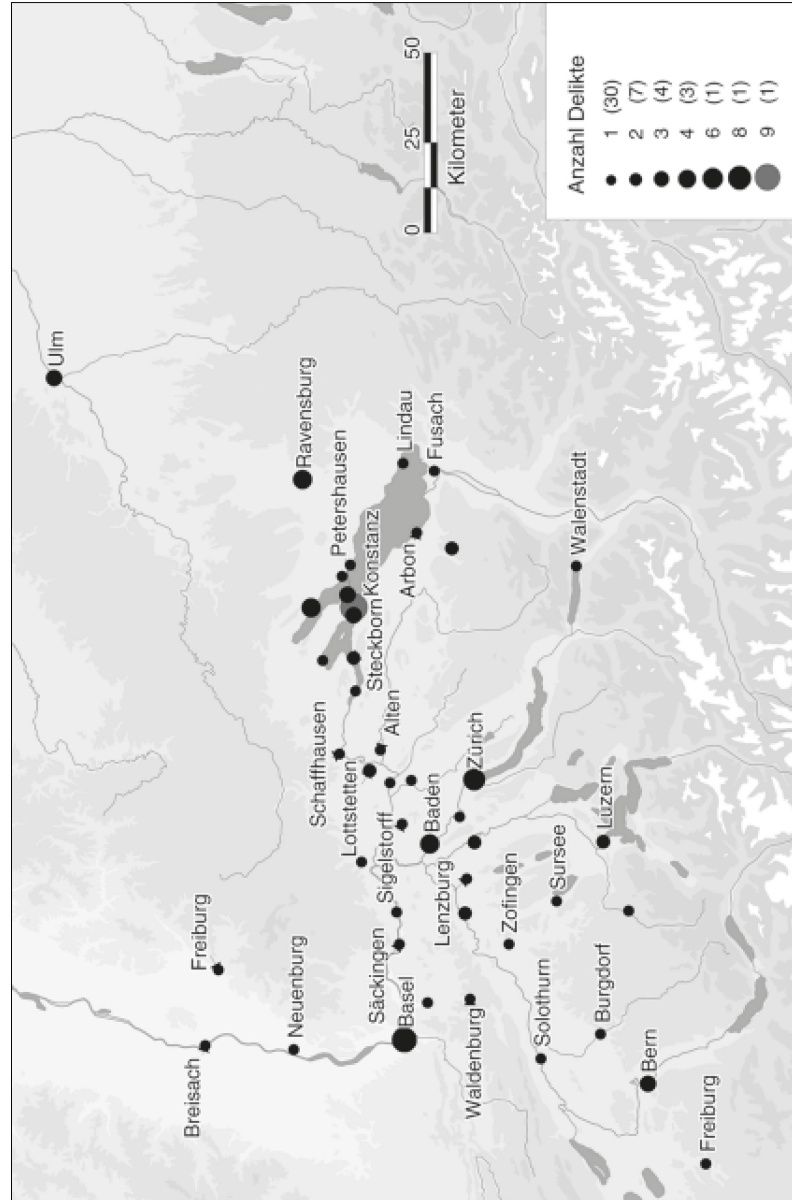 Ulm
Ravensburg
Petershausen
Lindau
Konstanz
Fusach
Arbon
Steckborn
Walenstadt
Schaffhausen
Alten
Lottstetten
Zürich
Baden
Sigelstorff
Luzern
Lenzburg
Sursee
Zofingen
Freiburg
Neuenburg
Säckingen
Basel
Breisach
Waldenburg
Solothurn
Burgdorf
Bern
Freiburg
0 25 50
Kilometer
Anzahl Delikte
1 (30)
2 (7)
3 (4)
4 (3)
6 (1)
8 (1)
9 (1)